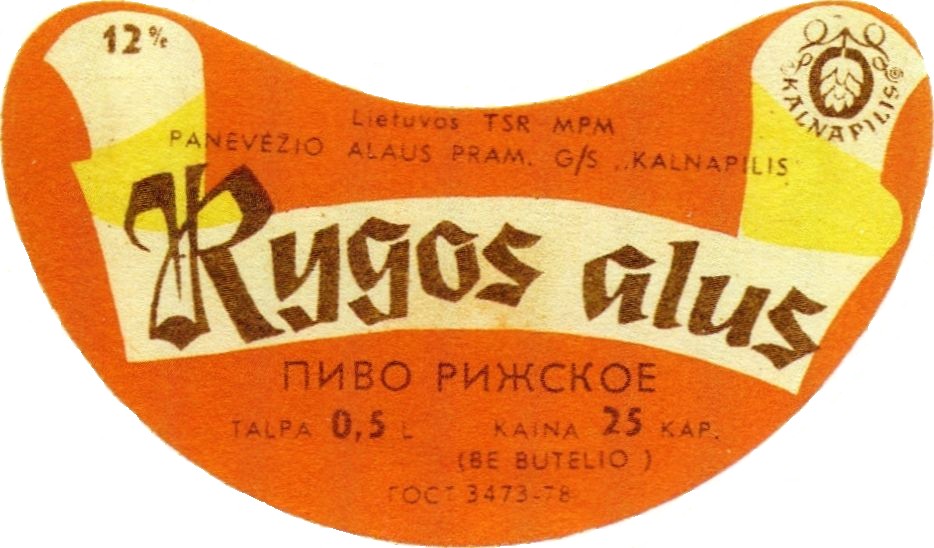 12%
KALNAPILIS
Lietuvos TSR MPM
PANEVĖŽIO ALAUS PRAM. G/S „KALNAPILIS"
Rygos alus
ПИВО РИЖСКОЕ
TALPA 0,5 L KAINA 25 KAP.
(BE BUTELIO)
ГОСТ 3473-78